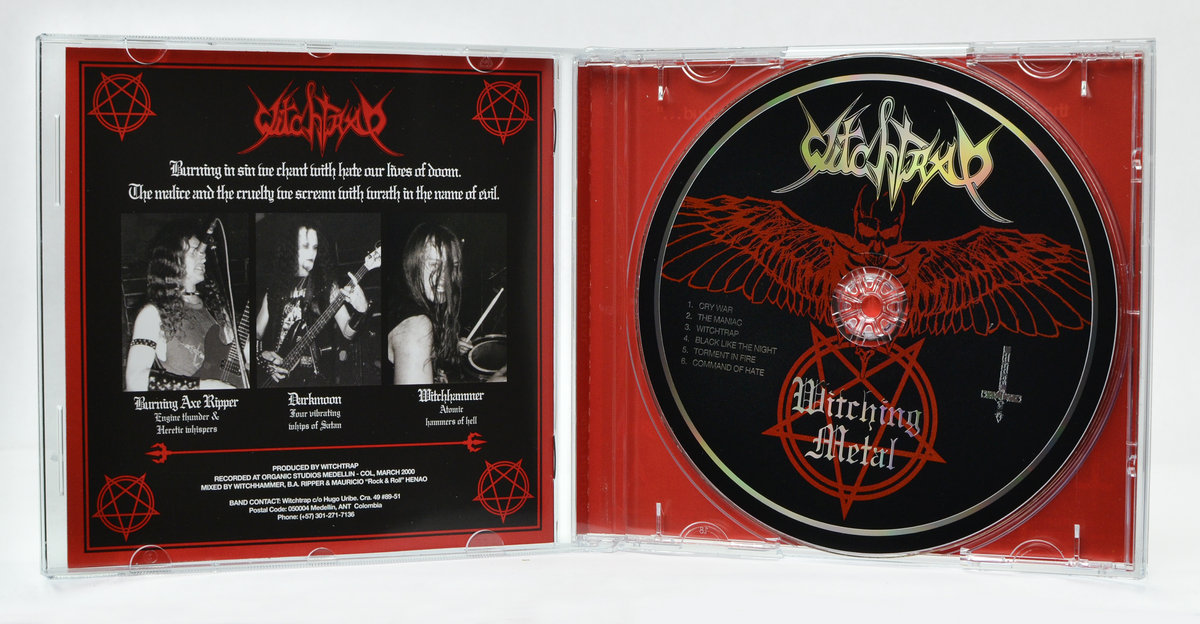 Witchtrap
Burning in sin we chant with hate our lives of doom.
The malice and the cruelty we scream with wrath in the name of evil.
Burning Axe Ripper
Engine thunder &
Heretic whispers
Darkmoon
Four vibrating
whips of Satan
Witchhammer
Atomic
hammers of hell
PRODUCED BY WITCHTRAP
RECORDED AT ORGANIC STUDIOS MEDELLIN - COL, MARCH 2000
MIXED BY WITCHHAMMER, B.A. RIPPER & MAURICIO "Rock & Roll" HENAO
BAND CONTACT: Witchtrap c/o Hugo Uribe. Cra. 49 #89-51
Postal Code: 050004 Medellin, ANT Colombia
Phone: (+57) 301-271-7136
Witchtrap
1. CRY WAR
2. THE MANIAC
3. WITCHTRAP
4. BLACK LIKE THE NIGHT
5. TORMENT IN FIRE
6. COMMAND OF HATE
Witching
Metal